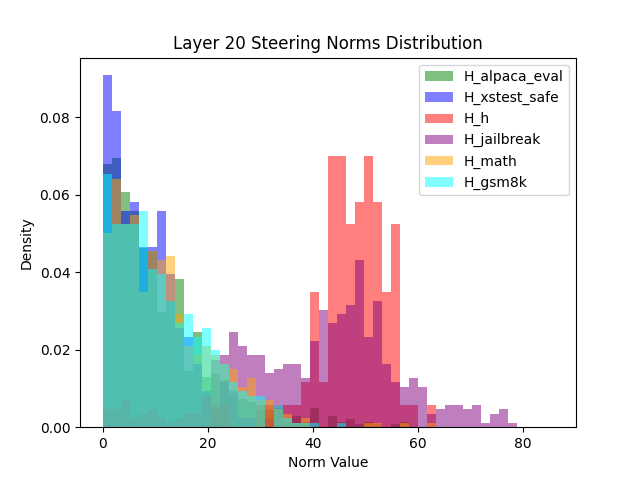 Layer 20 Steering Norms Distribution
H_alpaca_eval
H_xstest_safe
H_h
H_jailbreak
H_math
H_gsm8k
Density
0.08
0.06
0.04
0.02
0.00
0
20
40
60
80
Norm Value